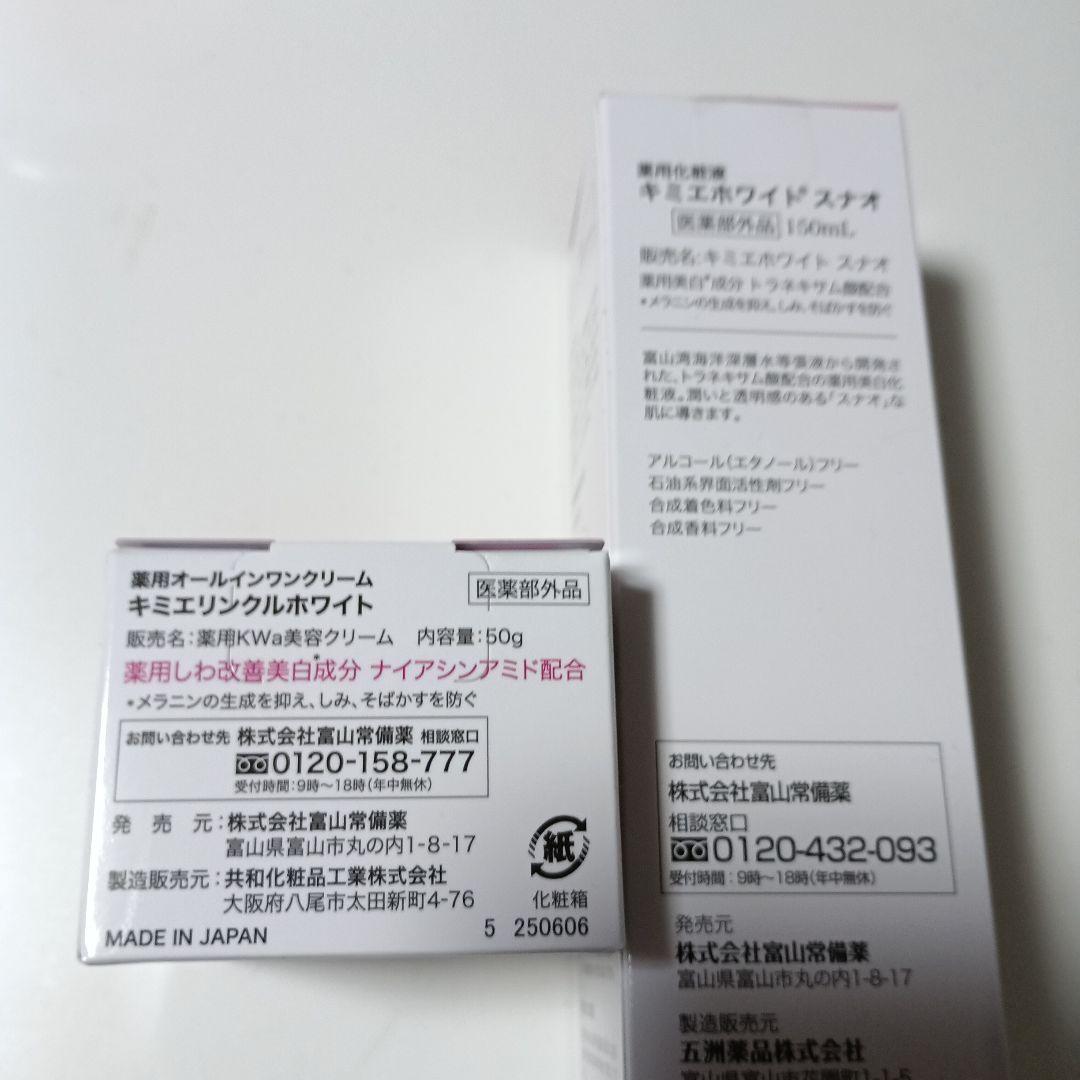 薬用オールインワンクリーム
キミエリンクルホワイト
医薬部外品
販売名:薬用KWa美容クリーム 内容量:50g
薬用しわ改善美白*成分 ナイアシンアミド配合
*メラニンの生成を抑え、しみ、そばかすを防ぐ
お問い合わせ先 株式会社富山常備薬 相談窓口
0120-158-777
受付時間:9時〜18時(年中無休)
発売元:株式会社富山常備薬
富山県富山市丸の内1-8-17
製造販売元:共和化粧品工業株式会社
大阪府八尾市太田新町4-76
紙
化粧箱
MADE IN JAPAN
5 250606
薬用化粧液
キミエホワイト スナオ
医薬部外品 150mL
販売名:キミエホワイト スナオ
薬用美白*成分 トラネキサム酸配合
*メラニンの生成を抑え、しみ、そばかすを防ぐ
富山湾海洋深層水等張液から開発さ
れた、トラネキサム酸配合の薬用美白化
粧液。潤いと透明感のある「スナオ」な
肌に導きます。
アルコール(エタノール)フリー
石油系界面活性剤フリー
合成着色料フリー
合成香料フリー
お問い合わせ先
株式会社富山常備薬
相談窓口
0120-432-093
受付時間:9時〜18時(年中無休)
発売元
株式会社富山常備薬
富山県富山市丸の内1-8-17
製造販売元
五洲薬品株式会社
富山県富山市花園町1-1-5